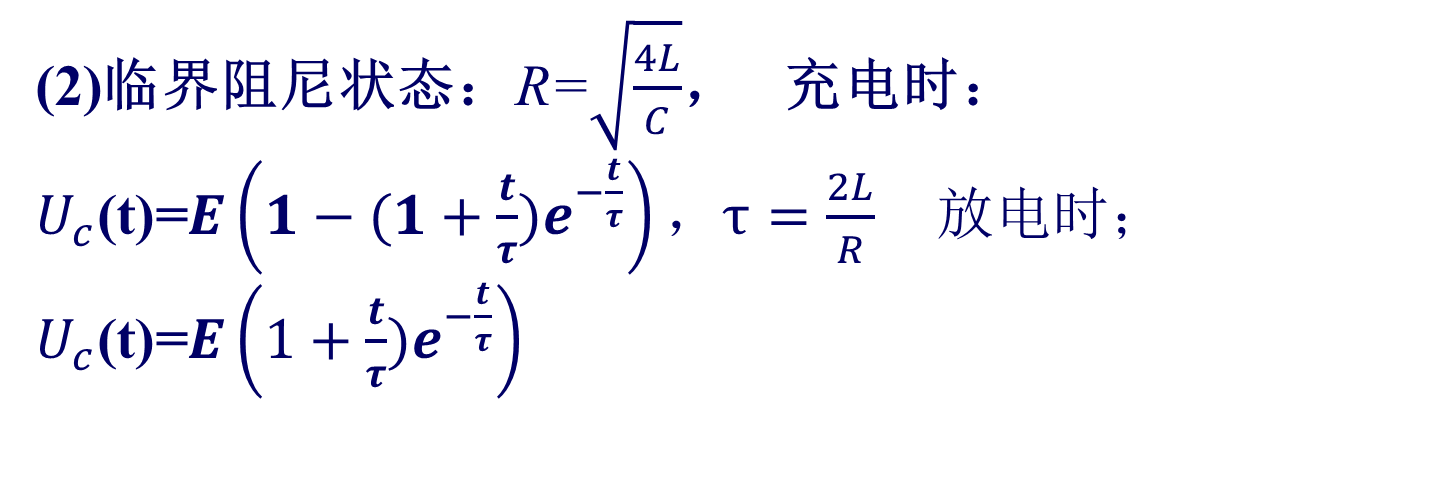 (2)临界阻尼状态：R=√(4L/C)，    充电时：
U_C(t)=E(1−(1+t/τ)e^(−t/τ))，τ=2L/R    放电时；
U_C(t)=E(1+t/τ)e^(−t/τ))